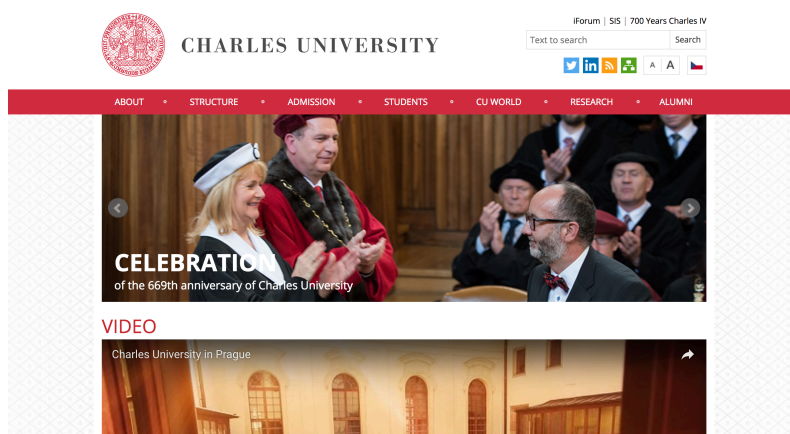 iForum | SIS | 700 Years Charles IV
CHARLES UNIVERSITY
Text to search
Search
A A
ABOUT
STRUCTURE
ADMISSION
STUDENTS
CU WORLD
RESEARCH
ALUMNI
CELEBRATION
of the 669th anniversary of Charles University
VIDEO
Charles University in Prague